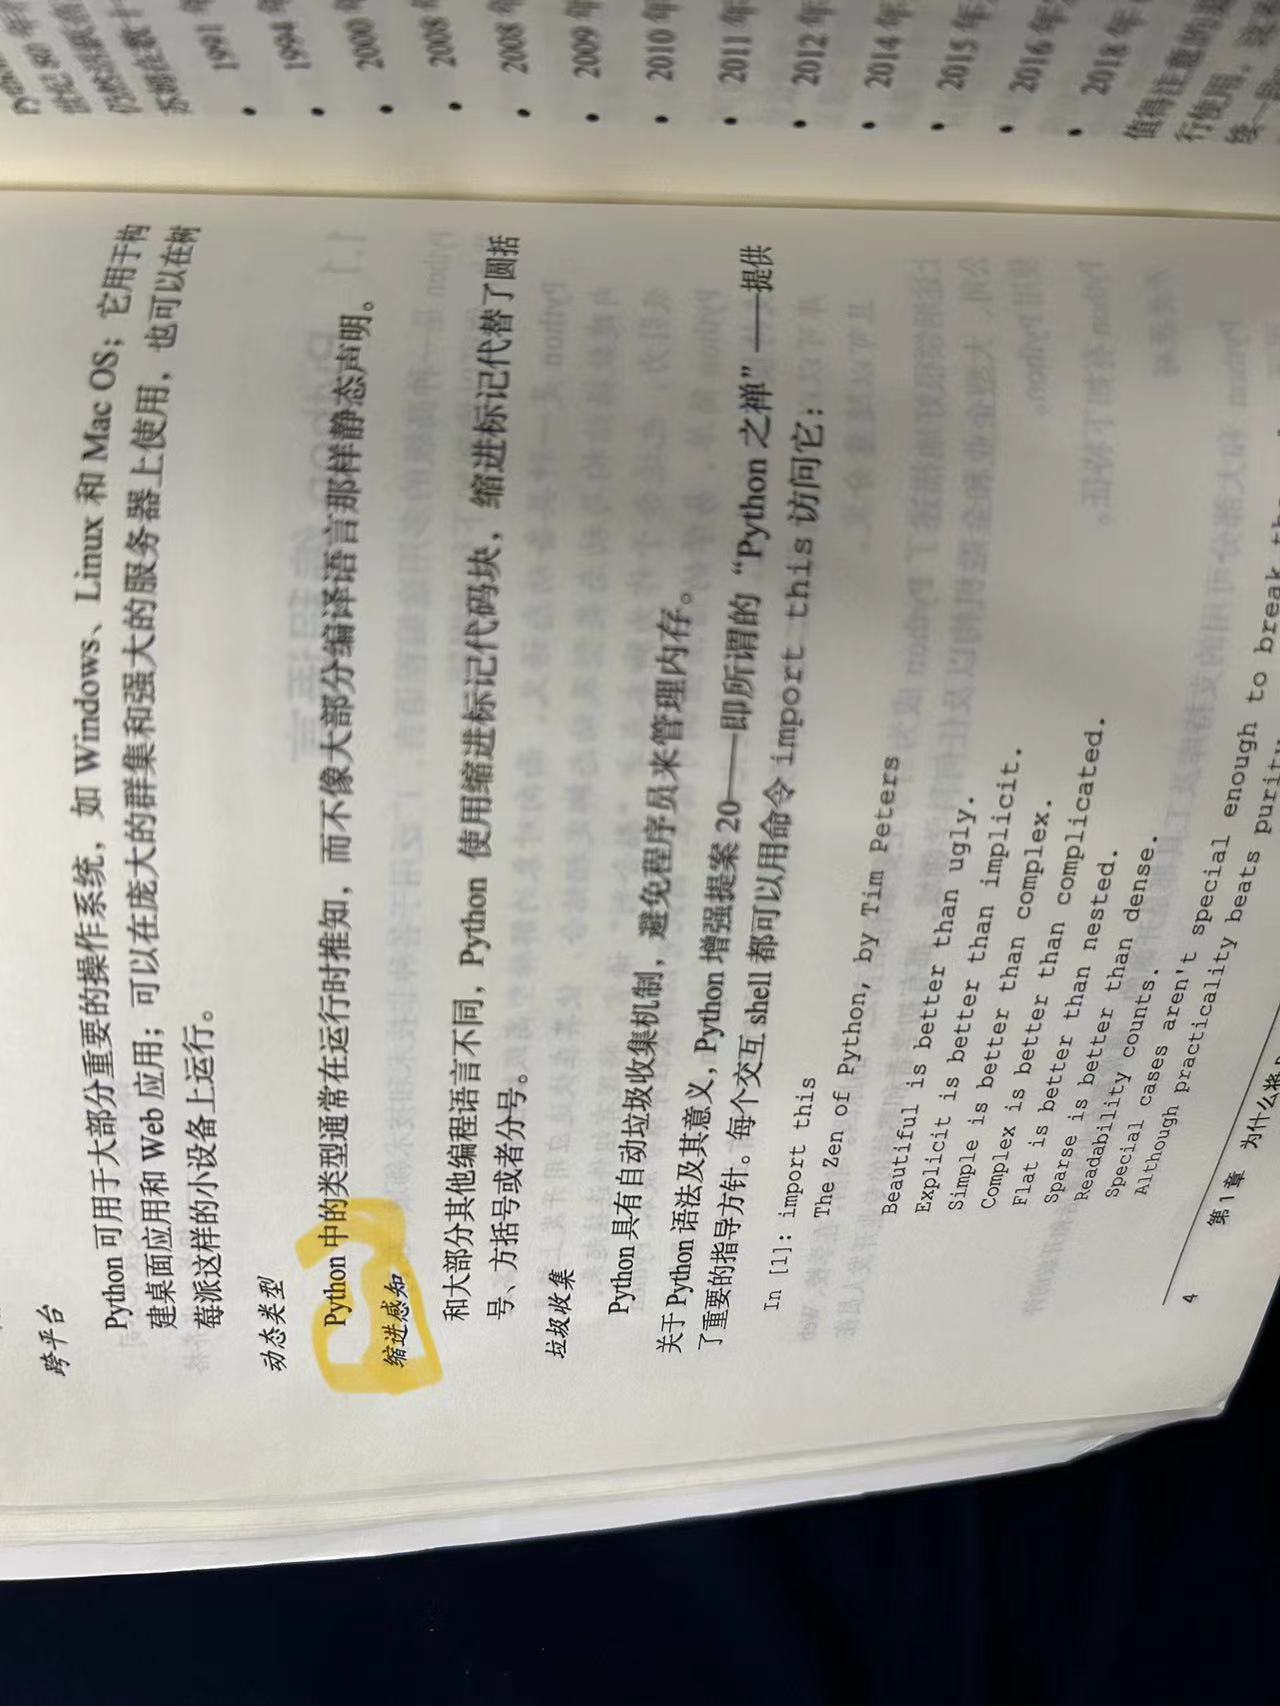 跨平台
Python 可用于大部分重要的操作系统，如 Windows、Linux 和 Mac OS；它用于构
建桌面应用和 Web 应用；可以在庞大的群集和强大的服务器上使用，也可以在树
莓派这样的小设备上运行。
动态类型
Python 中的类型通常在运行时推知，而不像大部分编译语言那样静态声明。
缩进感知
和大部分其他编程语言不同，Python 使用缩进标记代码块，缩进标记代替了圆括
号、方括号或者分号。
垃圾收集
Python 具有自动垃圾收集机制，避免程序员来管理内存。
关于 Python 语法及其意义，Python 增强提案 20——即所谓的“Python 之禅”——提供
了重要的指导方针。每个交互 shell 都可以用命令 import this 访问它：
In [1]: import this
The Zen of Python, by Tim Peters
Beautiful is better than ugly.
Explicit is better than implicit.
Simple is better than complex.
Complex is better than complicated.
Flat is better than nested.
Sparse is better than dense.
Readability counts.
Special cases aren't special enough to break
Although practicality beats purity.
4
第 1 章 为什么将
1991 年
1994 年
2000 年
2008 年
2008 年
2009 年
2010 年
2011 年
2012 年
2014 年
2015 年
2016 年
2018 年
值得注意的是
行使用。这